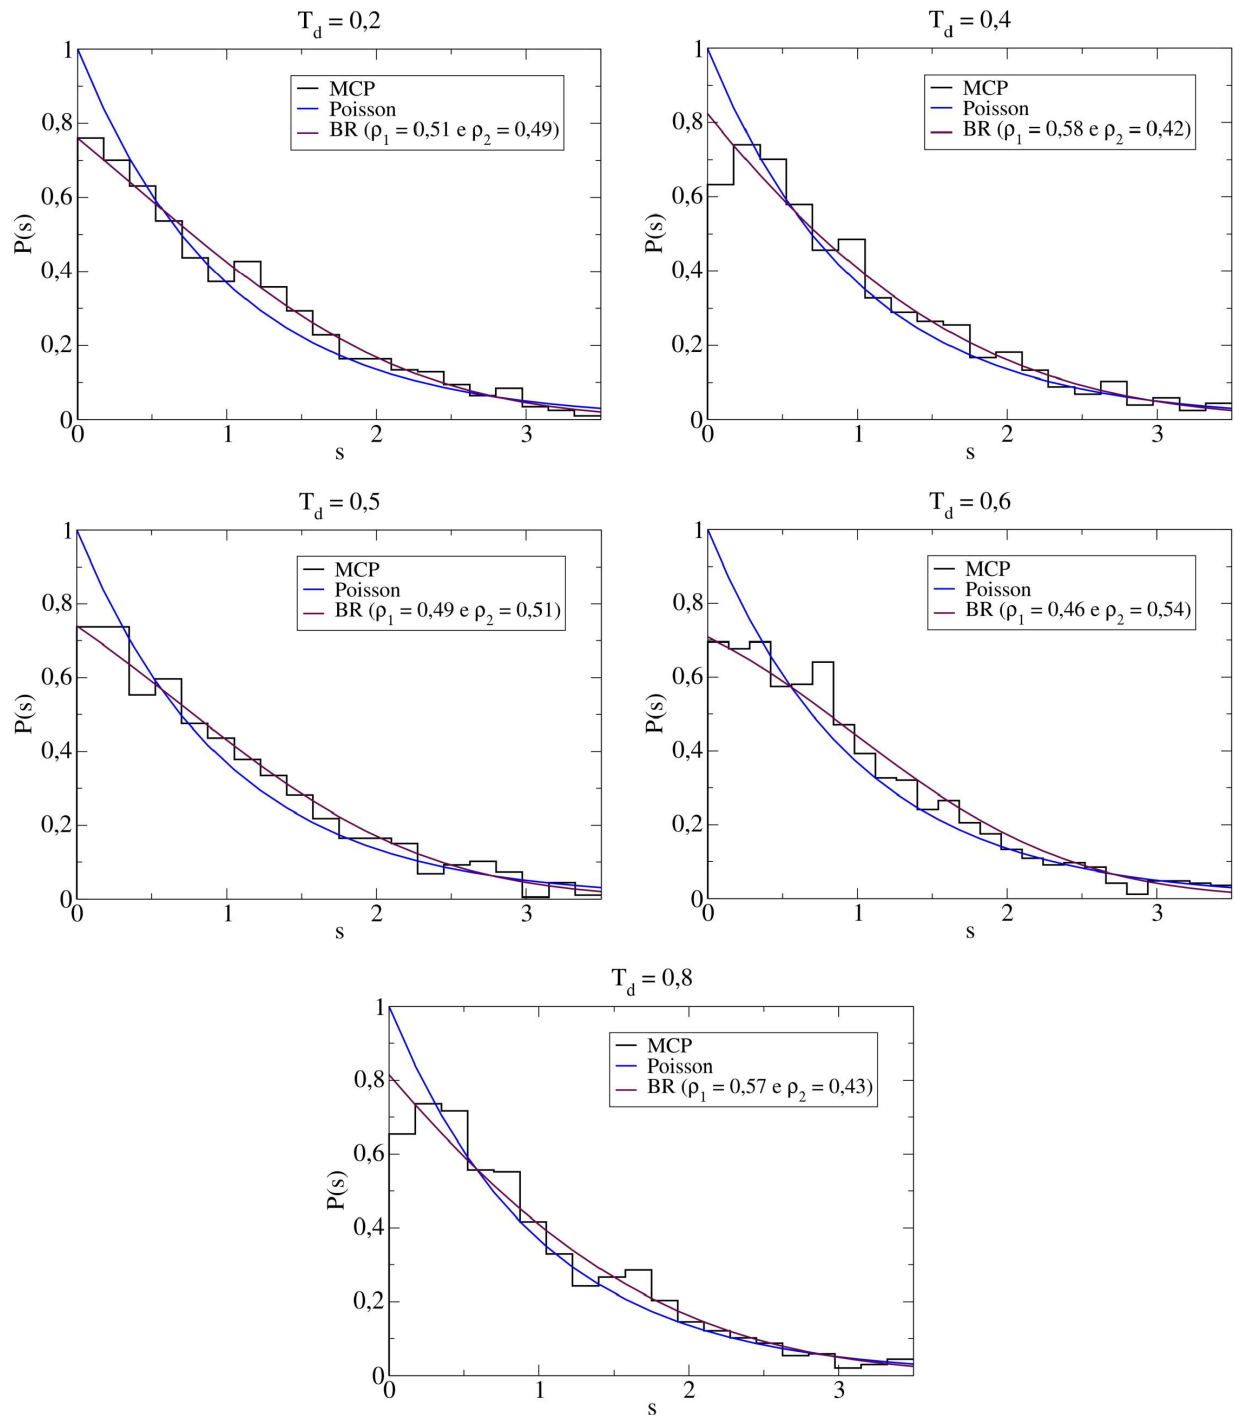 T_d = 0,2
1
0,8
0,6
0,4
0,2
0
P(s)
MCP
Poisson
BR (ρ_1 = 0,51 e ρ_2 = 0,49)
0 1 2 3
s
T_d = 0,4
1
0,8
0,6
0,4
0,2
0
P(s)
MCP
Poisson
BR (ρ_1 = 0,58 e ρ_2 = 0,42)
0 1 2 3
s
T_d = 0,5
1
0,8
0,6
0,4
0,2
0
P(s)
MCP
Poisson
BR (ρ_1 = 0,49 e ρ_2 = 0,51)
0 1 2 3
s
T_d = 0,6
1
0,8
0,6
0,4
0,2
0
P(s)
MCP
Poisson
BR (ρ_1 = 0,46 e ρ_2 = 0,54)
0 1 2 3
s
T_d = 0,8
1
0,8
0,6
0,4
0,2
0
P(s)
MCP
Poisson
BR (ρ_1 = 0,57 e ρ_2 = 0,43)
0 1 2 3
s